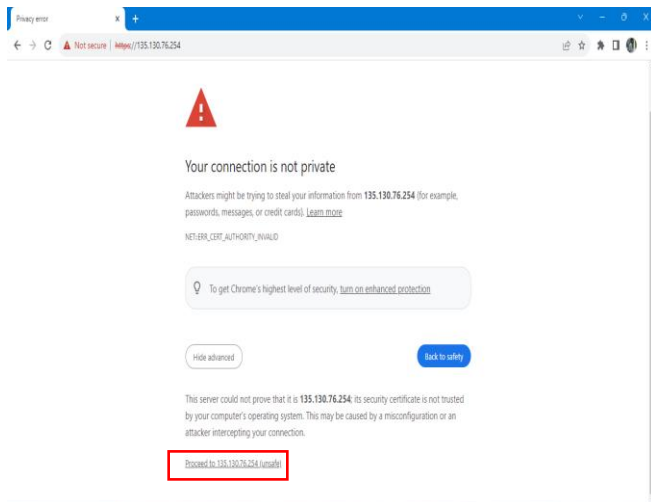 Privacy error
Not secure https://135.130.76.254
Your connection is not private
Attackers might be trying to steal your information from 135.130.76.254 (for example,
passwords, messages, or credit cards). Learn more
NET::ERR_CERT_AUTHORITY_INVALID
To get Chrome's highest level of security, turn on enhanced protection
Hide advanced
Back to safety
This server could not prove that it is 135.130.76.254; its security certificate is not trusted
by your computer's operating system. This may be caused by a misconfiguration or an
attacker intercepting your connection.
Proceed to 135.130.76.254 (unsafe)